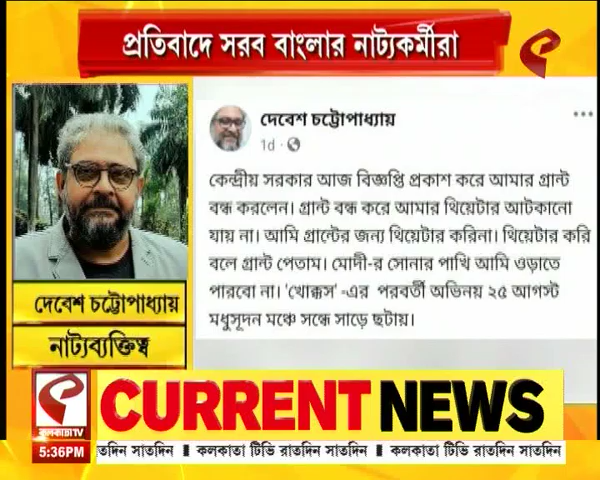 প্রতিবাদে সরব বাংলার নাট্যকর্মীরা
দেবেশ চট্টোপাধ্যায়
1d
কেন্দ্রীয় সরকার আজ বিজ্ঞপ্তি প্রকাশ করে আমার গ্রান্ট
বন্ধ করলেন। গ্রান্ট বন্ধ করে আমার থিয়েটার আটকানো
যায় না। আমি গ্রান্টের জন্য থিয়েটার করিনা। থিয়েটার করি
বলে গ্রান্ট পেতাম। মোদী-র সোনার পাখি আমি ওড়াতে
পারবো না। 'খোক্কস' -এর পরবর্তী অভিনয় ২৫ আগস্ট
মধুসূদন মঞ্চে সন্ধে সাড়ে ছটায়।
দেবেশ চট্টোপাধ্যায়
নাট্যব্যক্তিত্ব
CURRENT NEWS
কলকাতা TV
5:36PM
তদিন সাতদিন কলকাতা টিভি রাতদিন সাতদিন কলকাতা টিভি রাতদিন সাতদিন